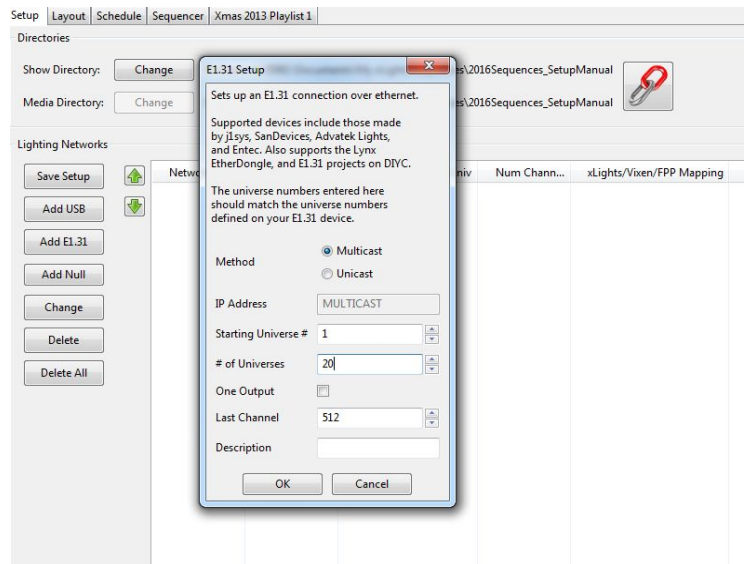 Setup Layout Schedule Sequencer Xmas 2013 Playlist 1
Directories
Show Directory: Change es\2016Sequences_SetupManual
Media Directory: Change es\2016Sequences_SetupManual
Lighting Networks
Save Setup
Add USB
Add E1.31
Add Null
Change
Delete
Delete All
Netwo niv Num Chann... xLights/Vixen/FPP Mapping
E1.31 Setup
Sets up an E1.31 connection over ethernet.
Supported devices include those made
by j1sys, SanDevices, Advatek Lights,
and Entec. Also supports the Lynx
EtherDongle, and E1.31 projects on DIYC.
The universe numbers entered here
should match the universe numbers
defined on your E1.31 device.
Method Multicast
Unicast
IP Address MULTICAST
Starting Universe # 1
# of Universes 20
One Output
Last Channel 512
Description
OK Cancel